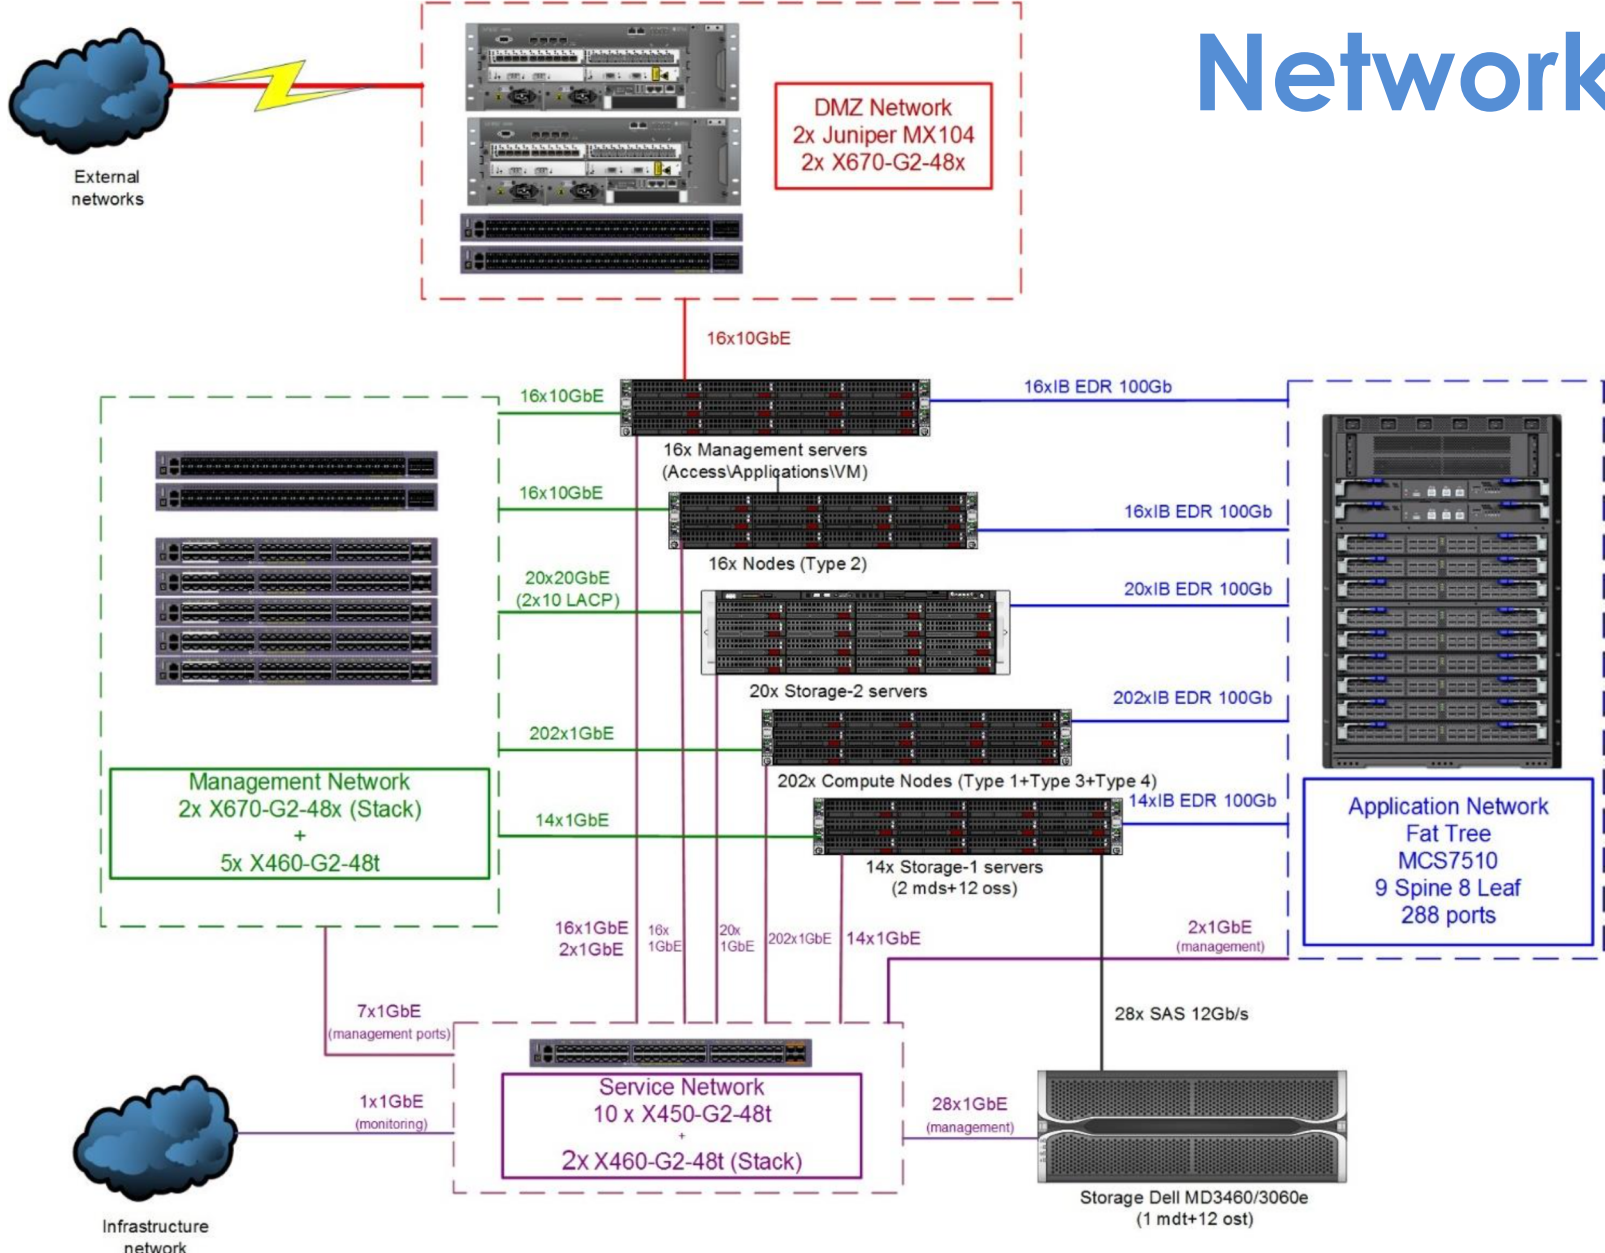 Network
External
networks
DMZ Network
2x Juniper MX104
2x X670-G2-48x
16x10GbE
16x10GbE
16xIB EDR 100Gb
16x Management servers
(Access\Applications\VM)
16x10GbE
16xIB EDR 100Gb
16x Nodes (Type 2)
20x20GbE
(2x10 LACP)
20xIB EDR 100Gb
20x Storage-2 servers
202xIB EDR 100Gb
202x1GbE
202x Compute Nodes (Type 1+Type 3+Type 4)
Management Network
2x X670-G2-48x (Stack)
+
5x X460-G2-48t
14x1GbE
14xIB EDR 100Gb
14x Storage-1 servers
(2 mds+12 oss)
Application Network
Fat Tree
MCS7510
9 Spine 8 Leaf
288 ports
16x1GbE
2x1GbE
16x
1GbE
20x
1GbE
202x1GbE
14x1GbE
2x1GbE
(management)
7x1GbE
(management ports)
28x SAS 12Gb/s
Service Network
10 x X450-G2-48t
+
2x X460-G2-48t (Stack)
1x1GbE
(monitoring)
28x1GbE
(management)
Storage Dell MD3460/3060e
(1 mdt+12 ost)
Infrastructure
network